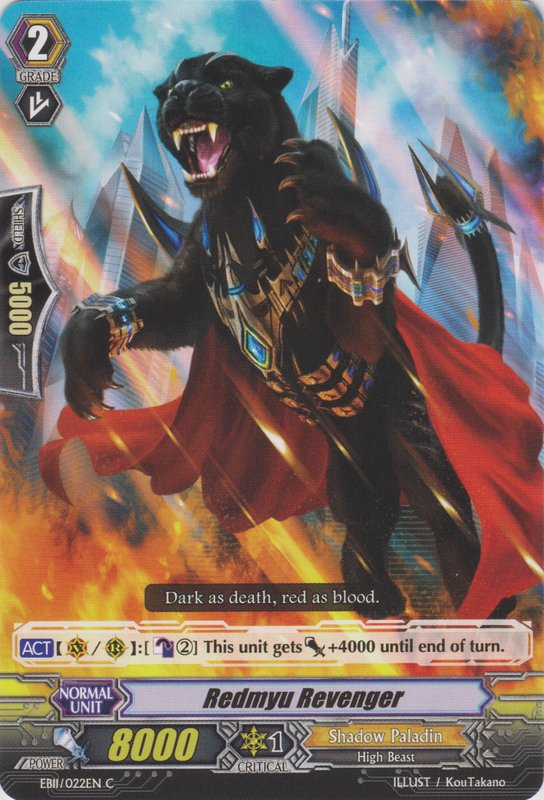 2
GRADE
SHIELD
5000
Dark as death, red as blood.
ACT【V/R】:[②] This unit gets +4000 until end of turn.
NORMAL UNIT
Redmyu Revenger
POWER
8000
1
CRITICAL
Shadow Paladin
High Beast
EB11/022EN C
ILLUST / KouTakano